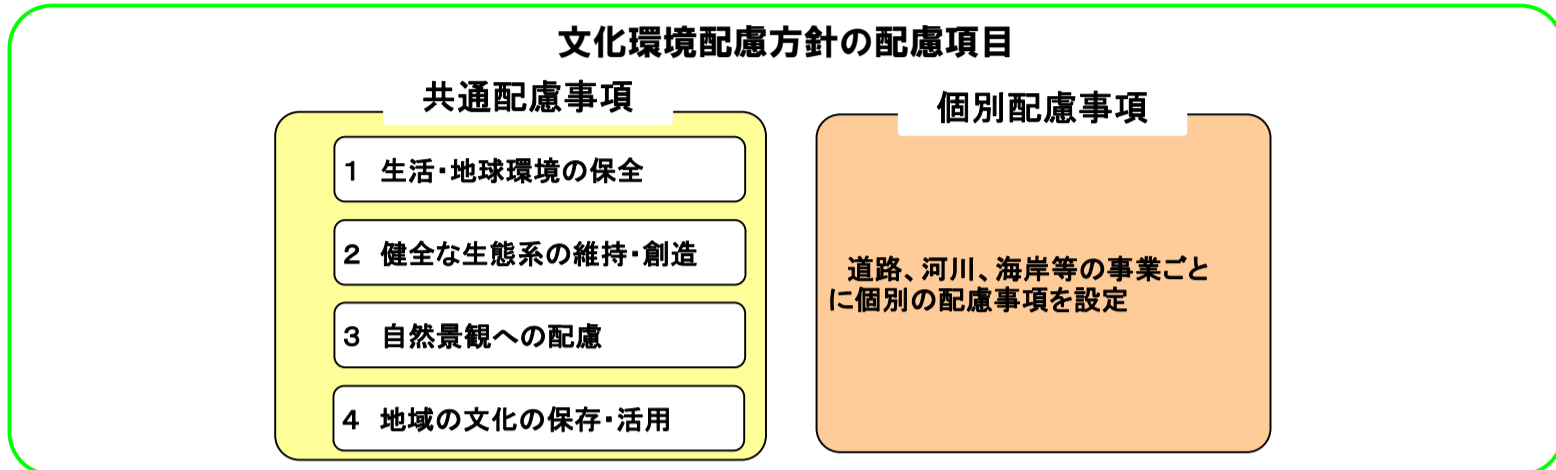 文化環境配慮方針の配慮項目
共通配慮事項
1 生活・地球環境の保全
2 健全な生態系の維持・創造
3 自然景観への配慮
4 地域の文化の保存・活用
個別配慮事項
道路、河川、海岸等の事業ごと
に個別の配慮事項を設定